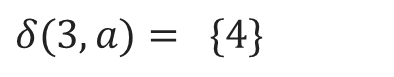 δ(3, a) = {4}